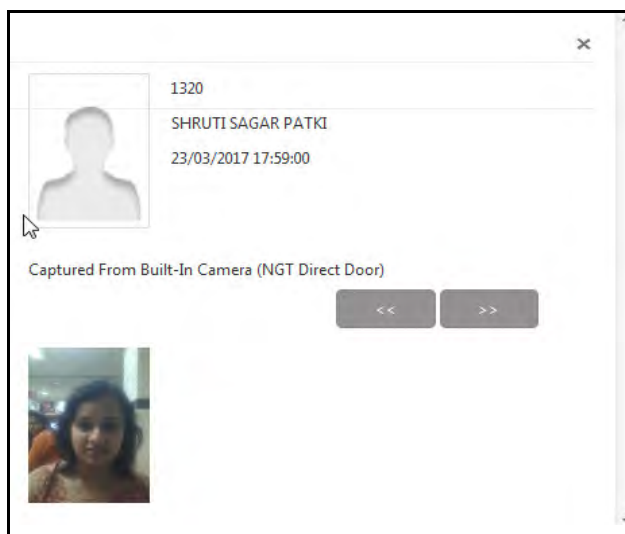 ×
1320
SHRUTI SAGAR PATKI
23/03/2017 17:59:00
Captured From Built-In Camera (NGT Direct Door)
<< >>